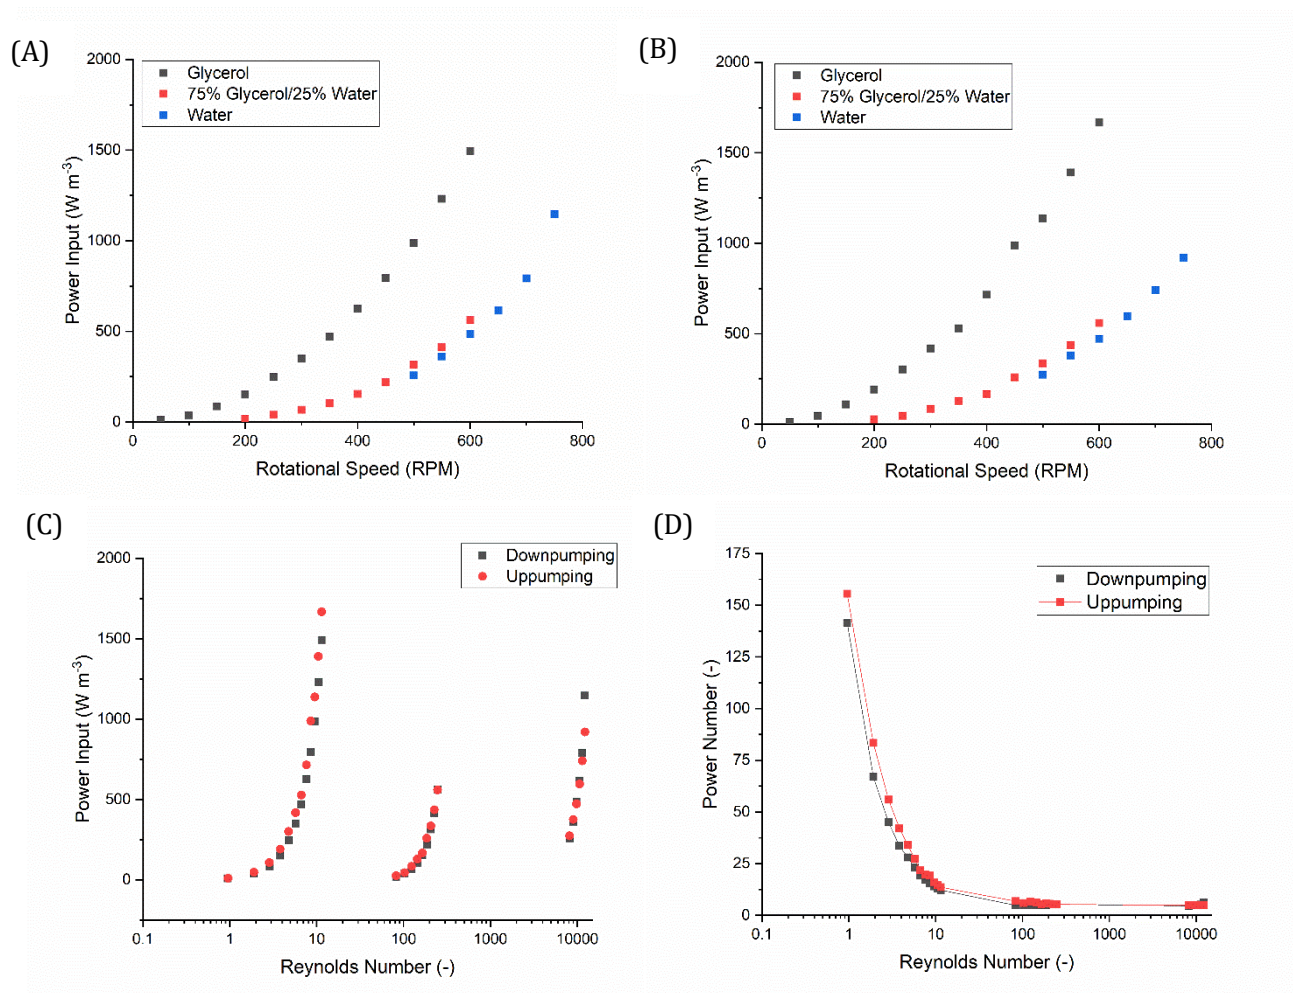 (A)
2000
1500
1000
500
0
Power Input (W m-3)
Glycerol
75% Glycerol/25% Water
Water
0 200 400 600 800
Rotational Speed (RPM)
(B)
2000
1500
1000
500
0
Power Input (W m-3)
Glycerol
75% Glycerol/25% Water
Water
0 200 400 600 800
Rotational Speed (RPM)
(C)
2000
1500
1000
500
0
Power Input (W m-3)
Downpumping
Uppumping
0.1 1 10 100 1000 10000
Reynolds Number (-)
(D)
175
150
125
100
75
50
25
0
Power Number (-)
Downpumping
Uppumping
0.1 1 10 100 1000 10000
Reynolds Number (-)